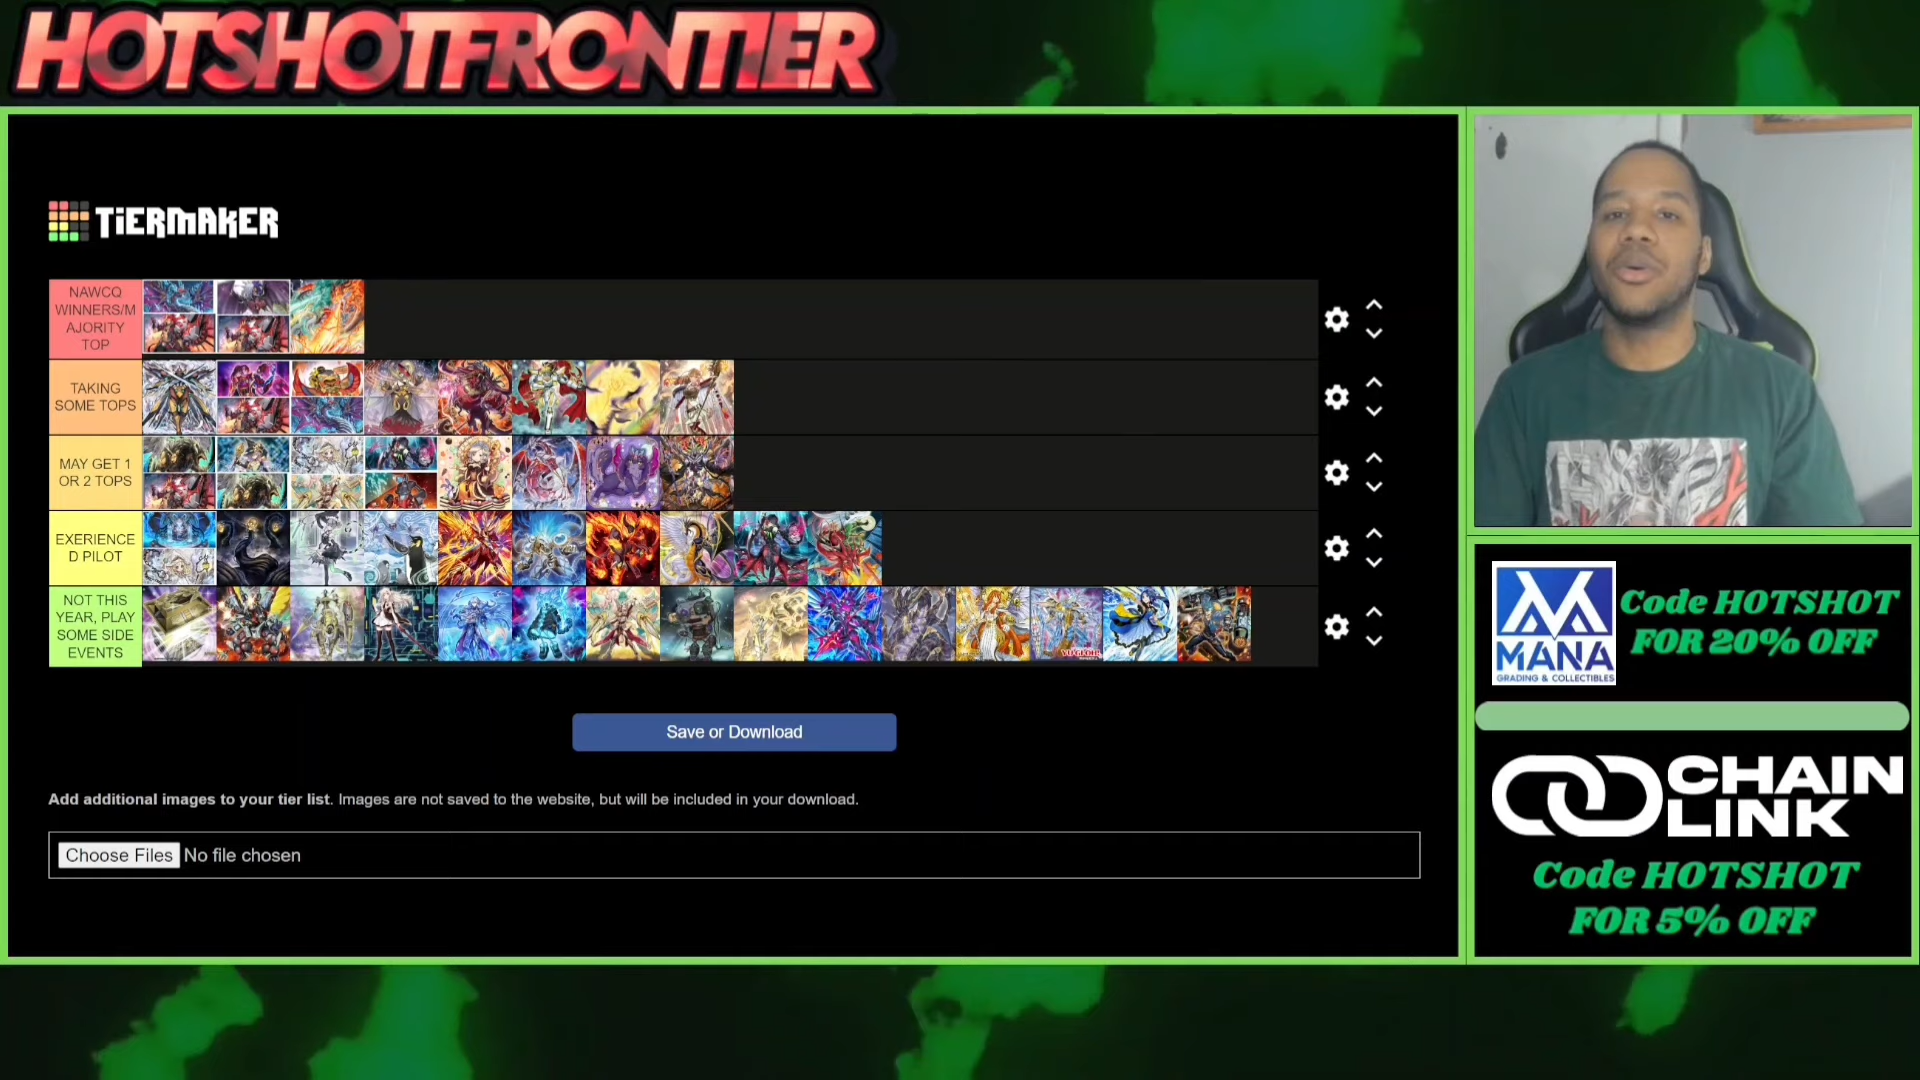 HOTSHOTFRONTIER
TiERMAKER
NAWCQ
WINNERS/M
AJORITY
TOP
TAKING
SOME TOPS
MAY GET 1
OR 2 TOPS
EXERIENCE
D PILOT
NOT THIS
YEAR, PLAY
SOME SIDE
EVENTS
Save or Download
Add additional images to your tier list. Images are not saved to the website, but will be included in your download.
Choose Files No file chosen
MANA
GRADING & COLLECTIBLES
Code HOTSHOT
FOR 20% OFF
CHAIN
LINK
Code HOTSHOT
FOR 5% OFF